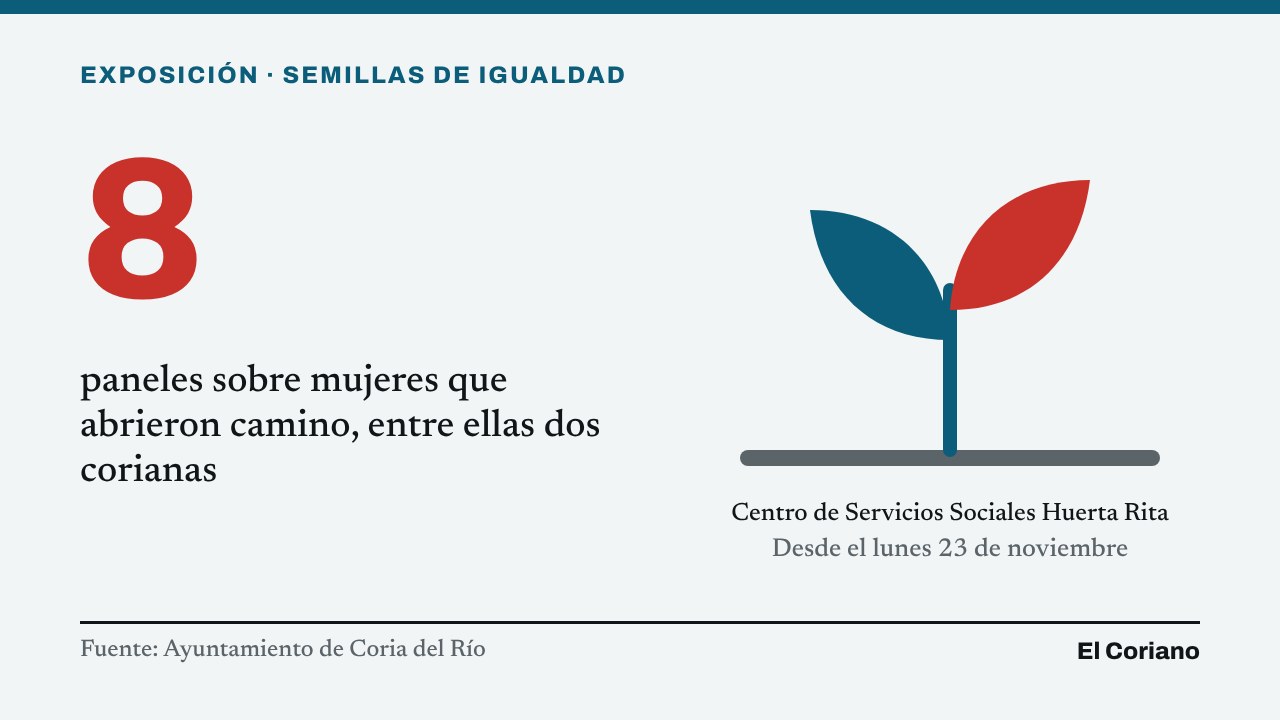 EXPOSICIÓN · SEMILLAS DE IGUALDAD
8
paneles sobre mujeres que
abrieron camino, entre ellas dos
corianas
Centro de Servicios Sociales Huerta Rita
Desde el lunes 23 de noviembre
Fuente: Ayuntamiento de Coria del Río
El Coriano